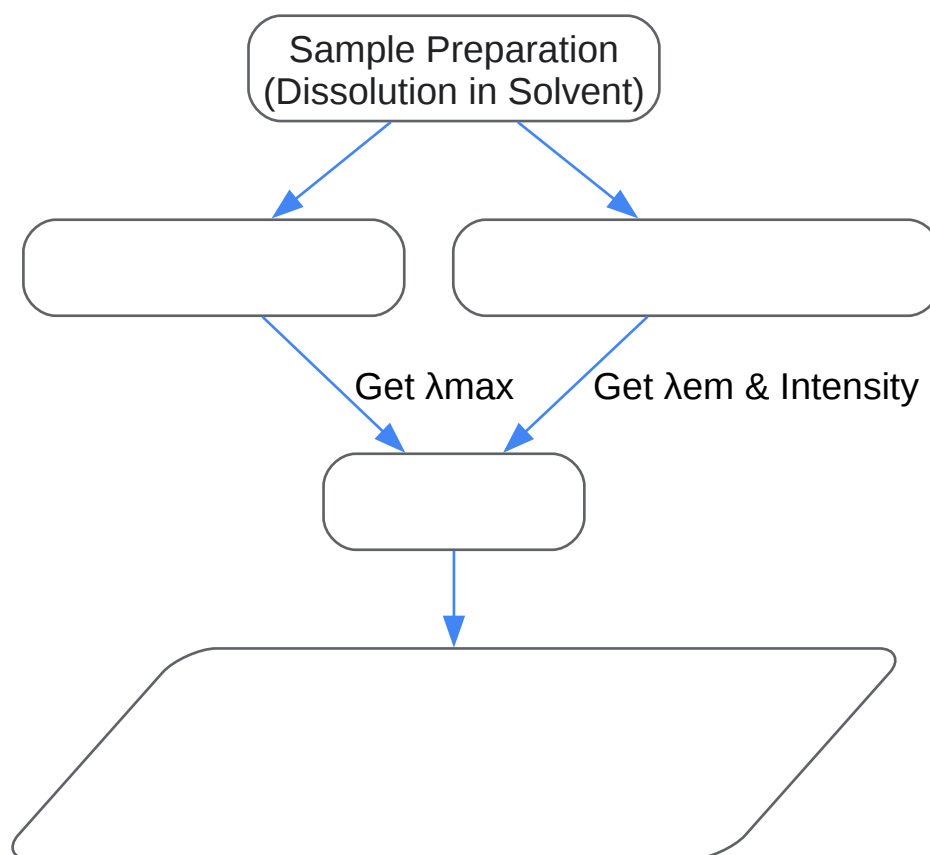 Sample Preparation
(Dissolution in Solvent)
Get λmax
Get λem & Intensity